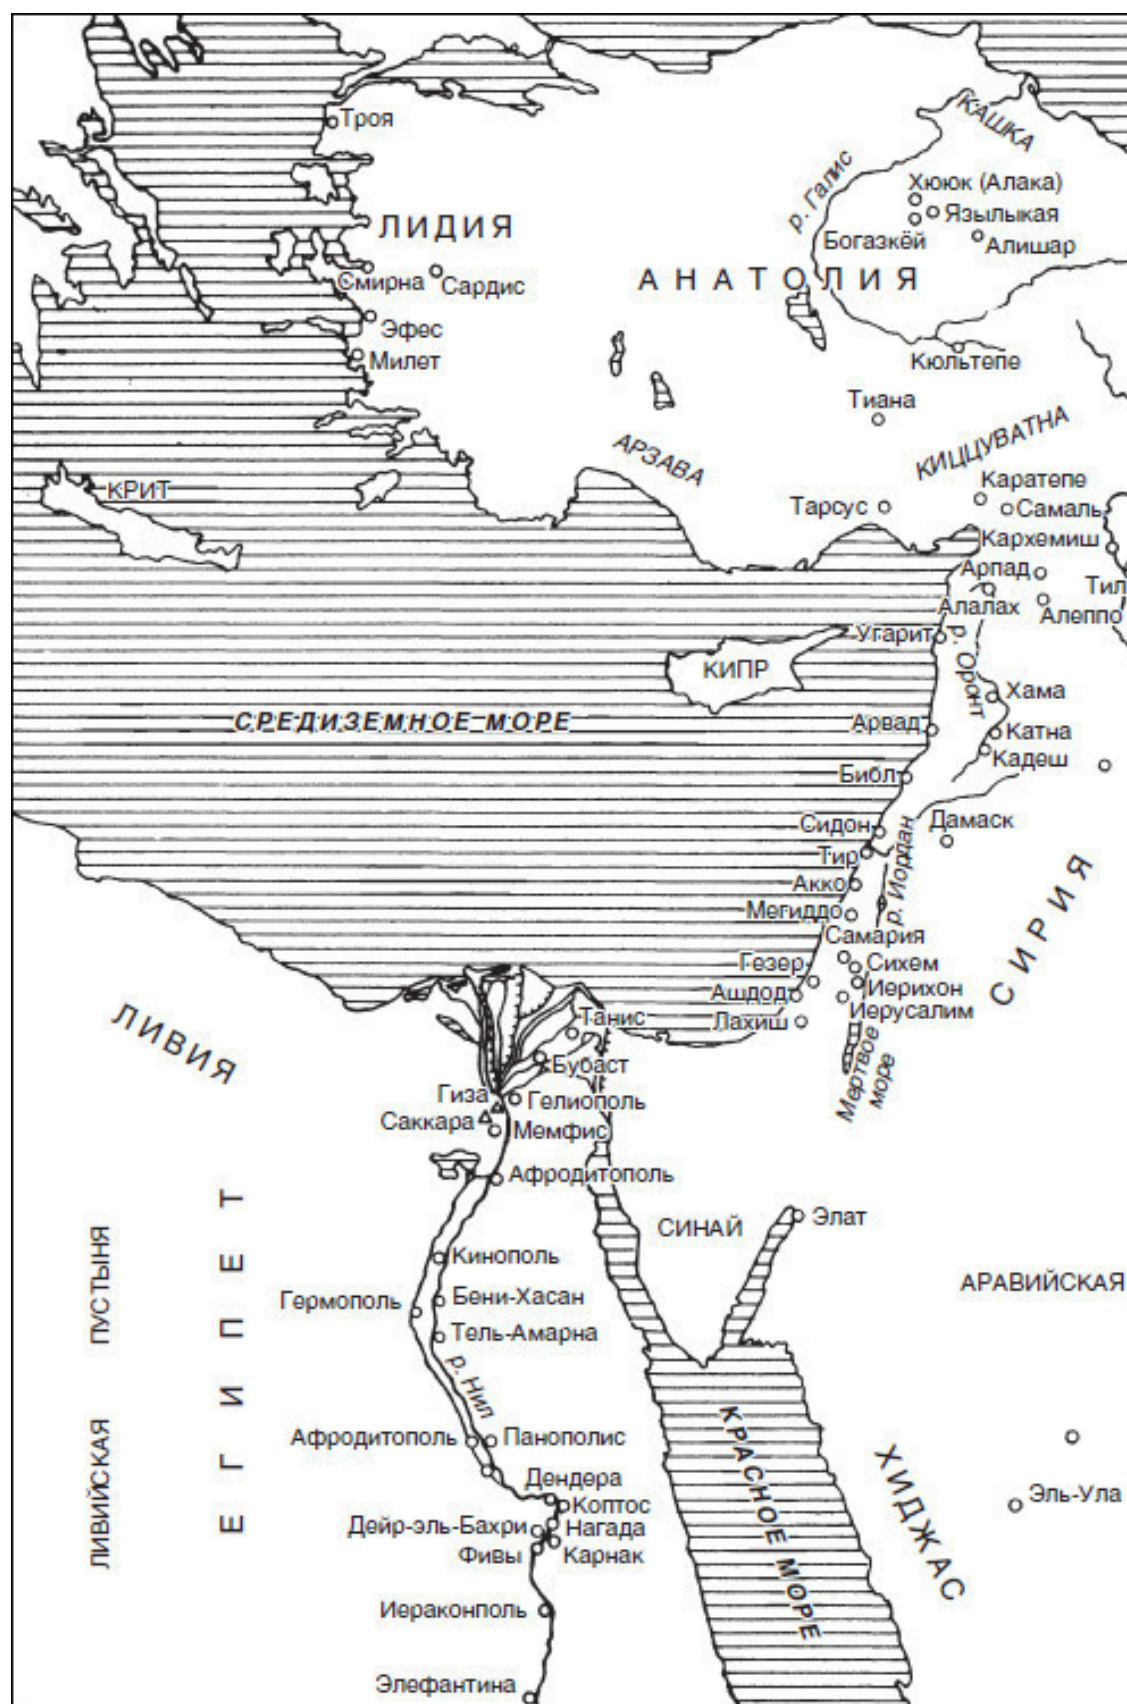 КАШКА
Троя
р. Галис
Хююк (Алака)
Язылыкая
ЛИДИЯ
Богазкёй
Алишар
АНАТОЛИЯ
Смирна
Сардис
Эфес
Милет
Кюльтепе
Тиана
АРЗАВА
КИЦЦУВАТНА
КРИТ
Каратепе
Тарсус
Самаль
Кархемиш
Арпад
Тил
Алалах
Алеппо
Угарит
р. Оронт
КИПР
Хама
СРЕДИЗЕМНОЕ МОРЕ
Арвад
Катна
Кадеш
Библ
Сидон
Дамаск
Тир
р. Иордан
Акко
Мегиддо
СИРИЯ
Самария
Гезер
Сихем
Ашдод
Иерихон
Иерусалим
Лахиш
ЛИВИЯ
Танис
Бубаст
Мертвое
море
Гиза
Гелиополь
Саккара
Мемфис
Афродитополь
ЕГИПЕТ
СИНАЙ
Элат
Кинополь
ЛИВИЙСКАЯ ПУСТЫНЯ
АРАВИЙСКАЯ
Гермополь
Бени-Хасан
Тель-Амарна
р. Нил
Афродитополь
Панополис
КРАСНОЕ МОРЕ
ХИДЖАС
Дендера
Коптос
Эль-Ула
Дейр-эль-Бахри
Нагада
Фивы
Карнак
Иераконполь
Элефантина